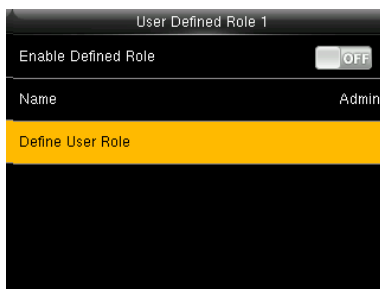 User Defined Role 1
Enable Defined Role OFF
Name Admin
Define User Role